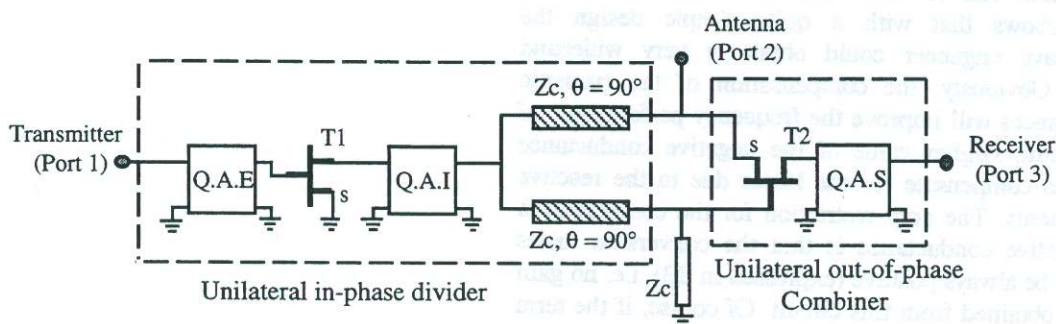 Antenna
(Port 2)
Zc, θ = 90°
Transmitter
(Port 1)
T1
T2
Receiver
(Port 3)
Q.A.E
s
Q.A.I
s
Q.A.S
Zc, θ = 90°
Unilateral in-phase divider
Zc
Unilateral out-of-phase
Combiner